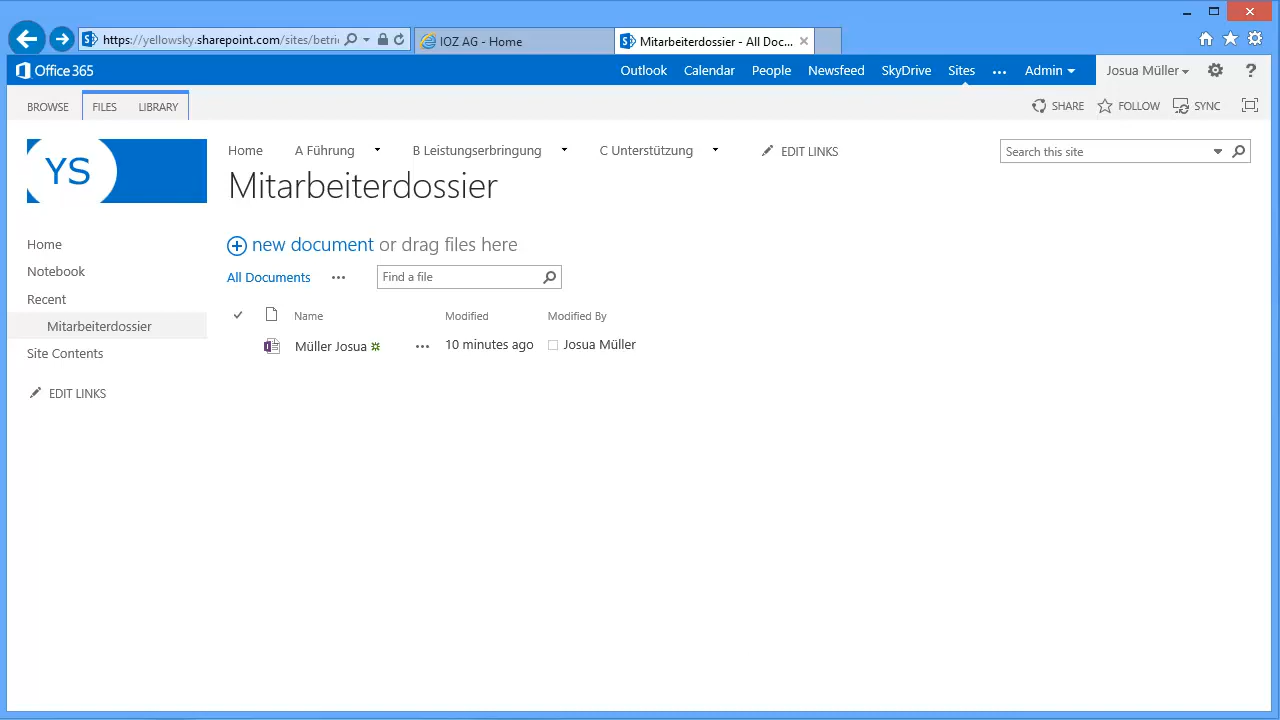 https://yellowsky.sharepoint.com/sites/betri
IOZ AG - Home
Mitarbeiterdossier - All Doc...
Office 365
Outlook Calendar People Newsfeed SkyDrive Sites ... Admin Josua Müller ?
BROWSE FILES LIBRARY SHARE FOLLOW SYNC
YS
Home A Führung B Leistungserbringung C Unterstützung EDIT LINKS
Search this site
Mitarbeiterdossier
Home
Notebook
Recent
Mitarbeiterdossier
Site Contents
EDIT LINKS
new document or drag files here
All Documents ... Find a file
Name Modified Modified By
Müller Josua ... 10 minutes ago Josua Müller